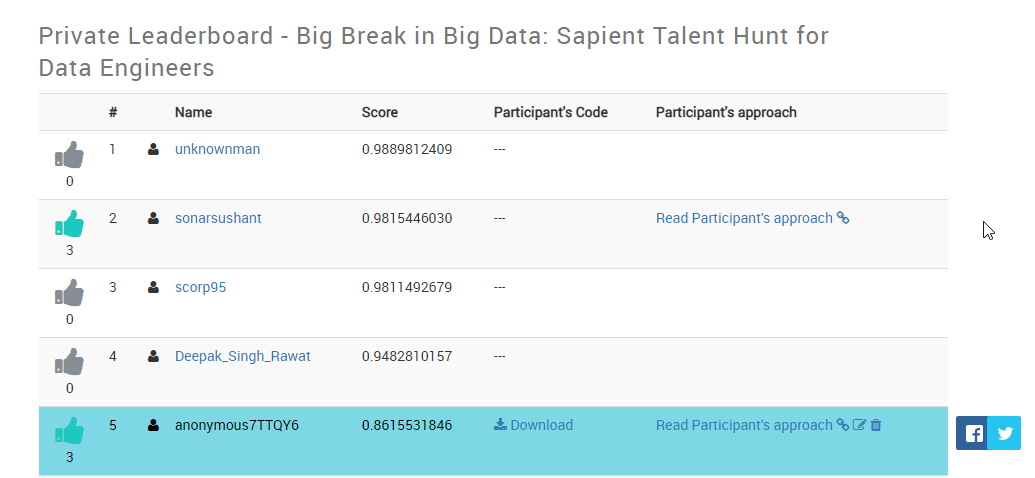 Private Leaderboard - Big Break in Big Data: Sapient Talent Hunt for
Data Engineers
# Name Score Participant's Code Participant's approach
1 unknownman 0.9889812409 ---
0
2 sonarsushant 0.9815446030 --- Read Participant's approach
3
3 scorp95 0.9811492679 ---
0
4 Deepak_Singh_Rawat 0.9482810157 ---
0
5 anonymous7TTQY6 0.8615531846 Download Read Participant's approach
3